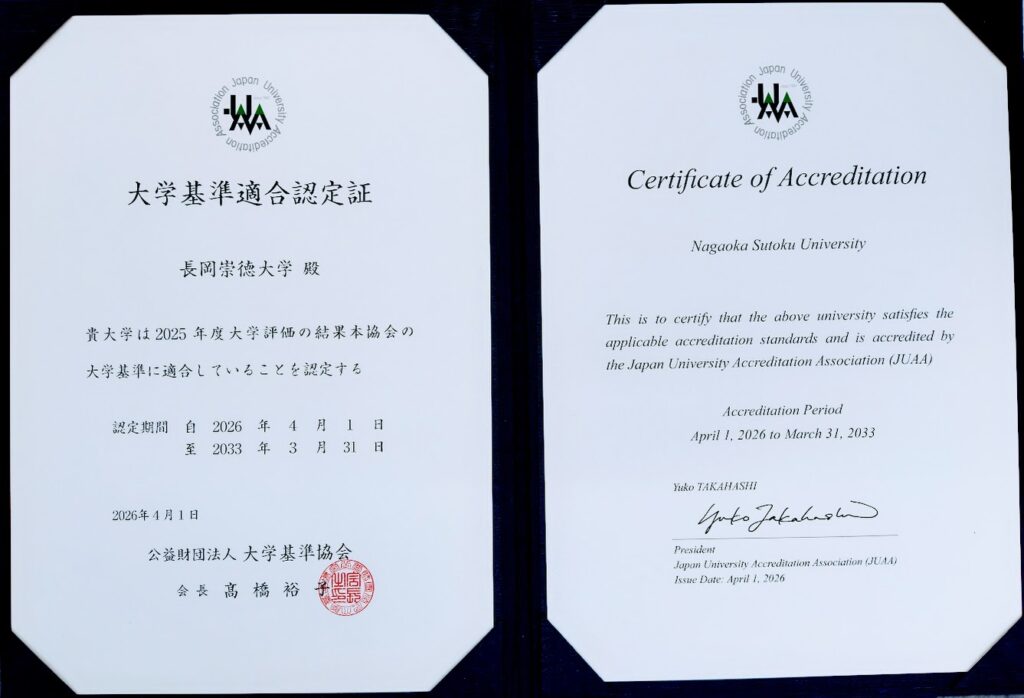 Japan University Accreditation Association
JUAA
大学基準適合認定証
長岡崇徳大学 殿
貴大学は 2025 年度大学評価の結果本協会の
大学基準に適合していることを認定する
認定期間 自 2026 年 4 月 1 日
至 2033 年 3 月 31 日
2026年4月1日
公益財団法人 大学基準協会
会長 髙橋裕子
Japan University Accreditation Association
JUAA
Certificate of Accreditation
Nagaoka Sutoku University
This is to certify that the above university satisfies the
applicable accreditation standards and is accredited by
the Japan University Accreditation Association (JUAA)
Accreditation Period
April 1, 2026 to March 31, 2033
Yuko TAKAHASHI
Yuko Takahashi
President
Japan University Accreditation Association (JUAA)
Issue Date: April 1, 2026